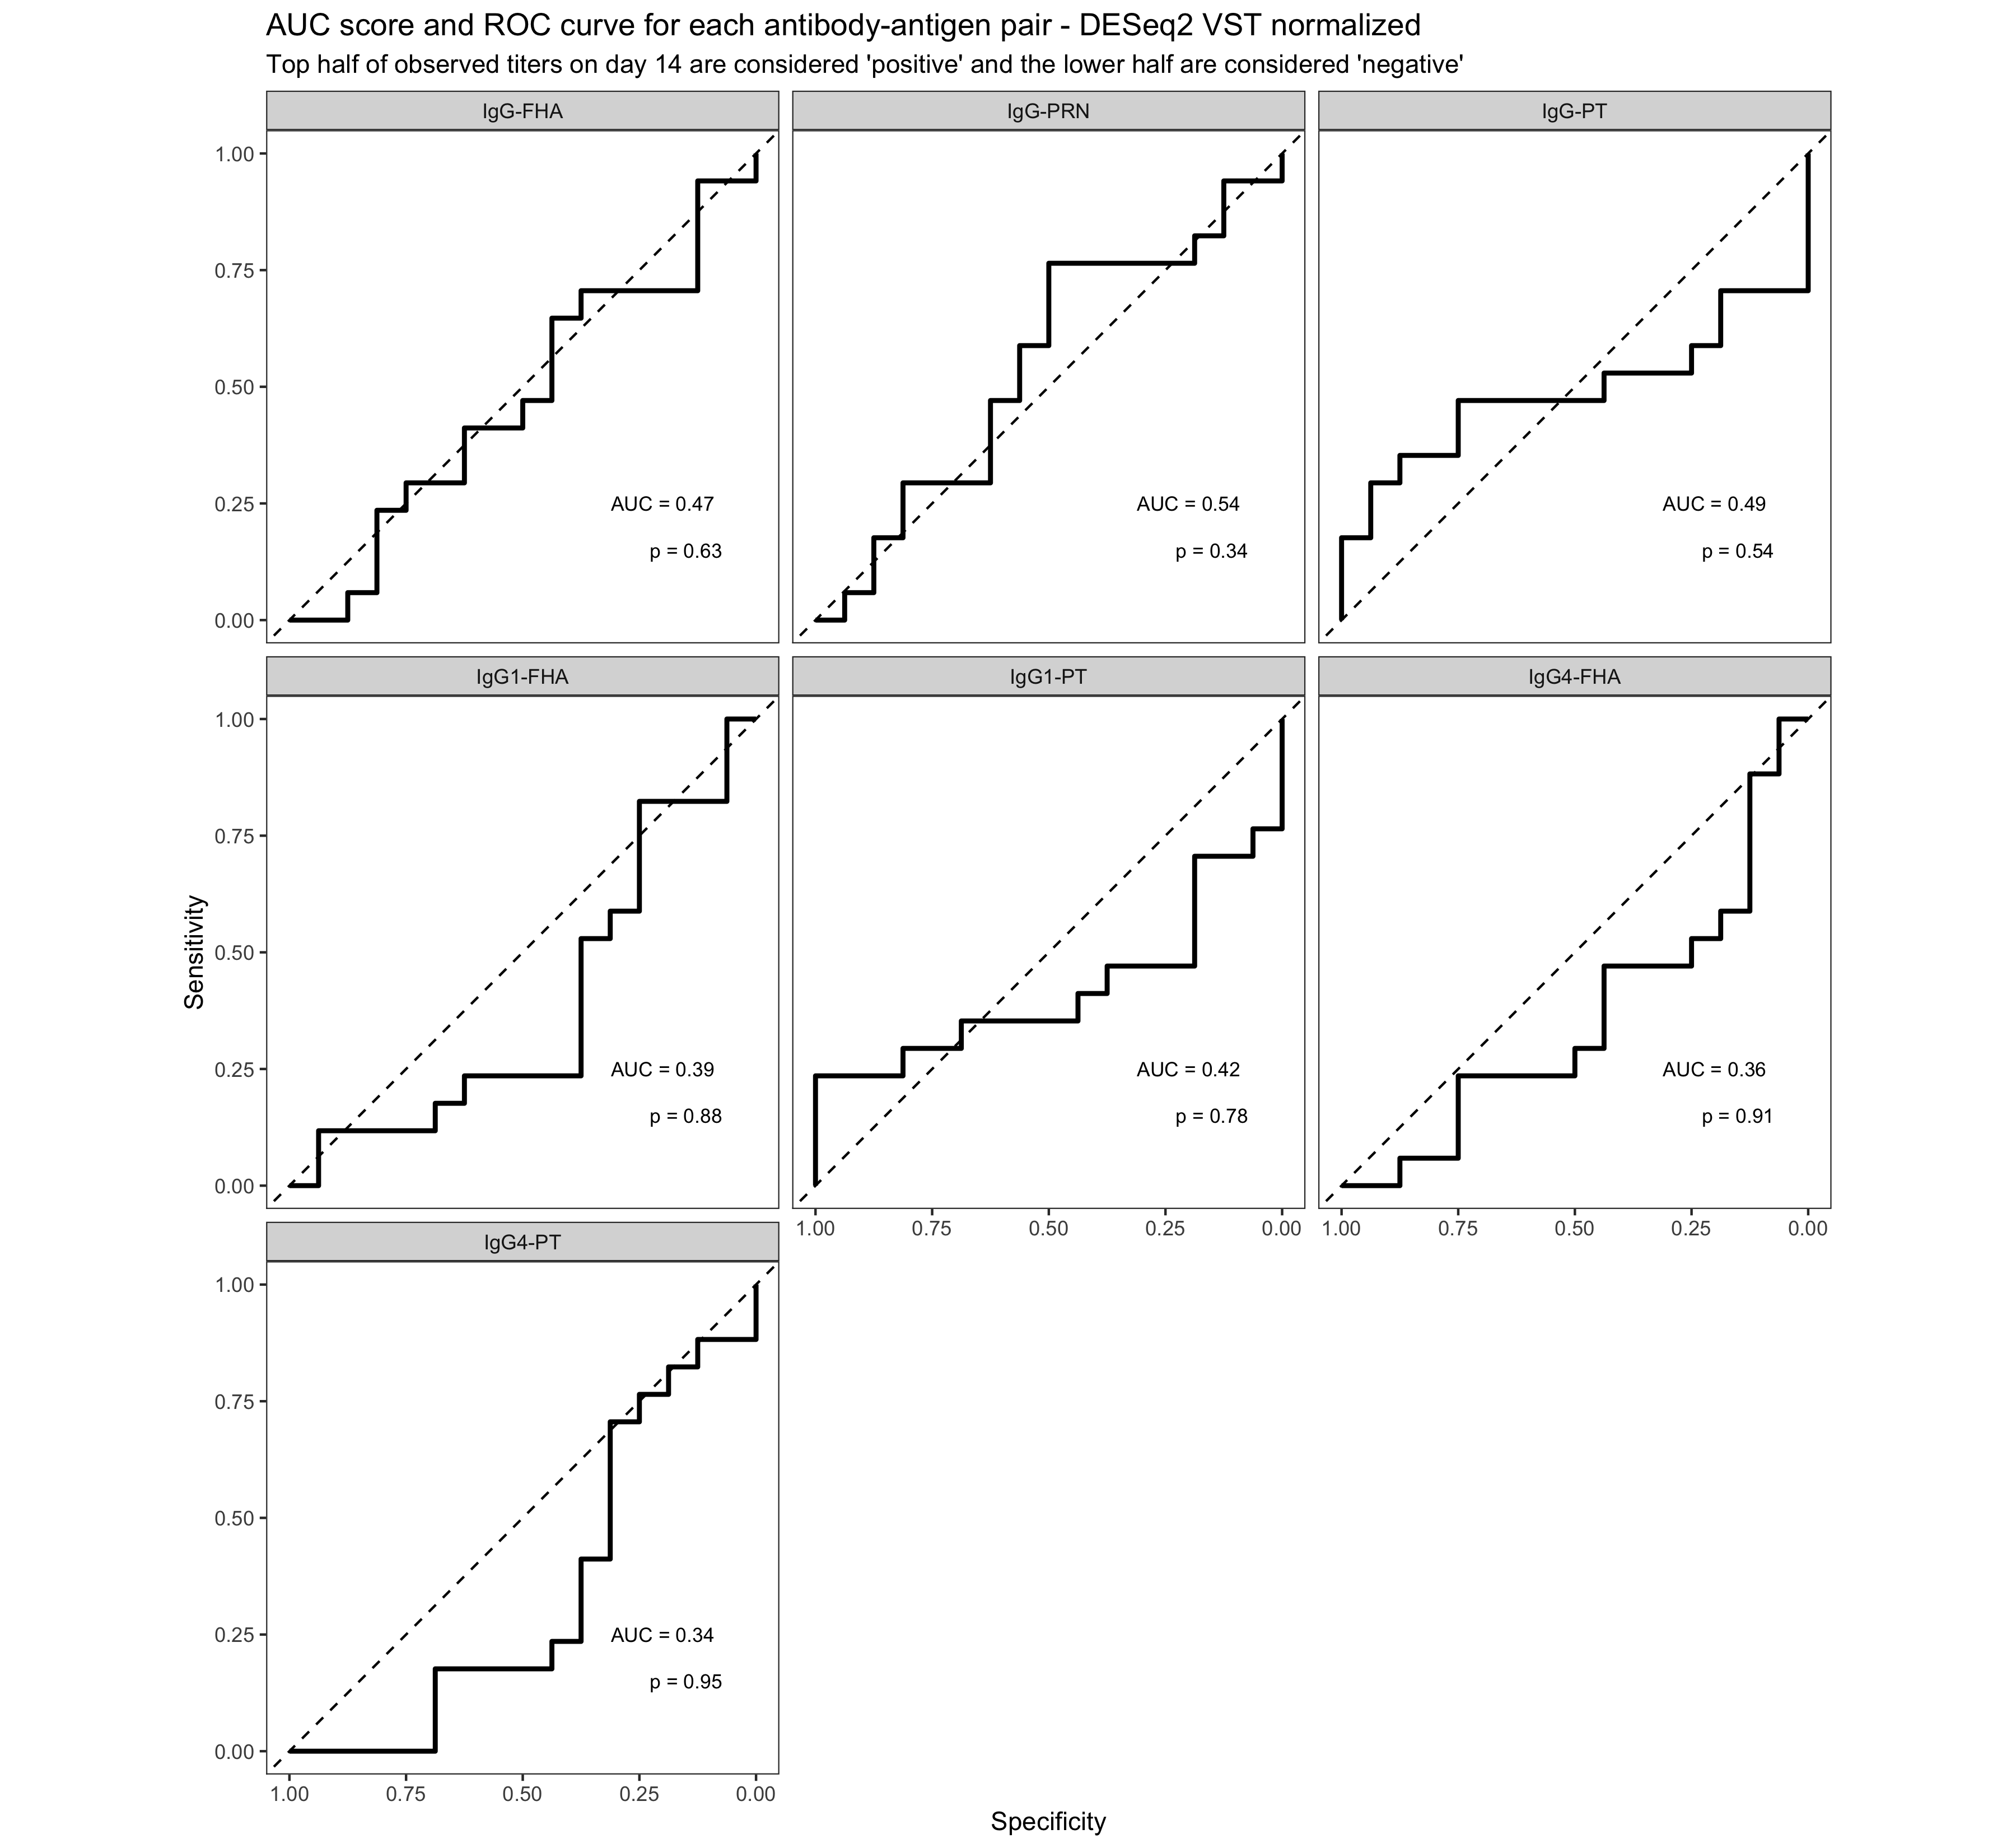 AUC score and ROC curve for each antibody-antigen pair - DESeq2 VST normalized
Top half of observed titers on day 14 are considered 'positive' and the lower half are considered 'negative'
IgG-FHA
IgG-PRN
IgG-PT
1.00
0.75
0.50
0.25
0.00
AUC = 0.47
p = 0.63
AUC = 0.54
p = 0.34
AUC = 0.49
p = 0.54
IgG1-FHA
IgG1-PT
IgG4-FHA
Sensitivity
1.00
0.75
0.50
0.25
0.00
AUC = 0.39
p = 0.88
AUC = 0.42
p = 0.78
AUC = 0.36
p = 0.91
1.00 0.75 0.50 0.25 0.00
1.00 0.75 0.50 0.25 0.00
IgG4-PT
1.00
0.75
0.50
0.25
0.00
AUC = 0.34
p = 0.95
1.00 0.75 0.50 0.25 0.00
Specificity